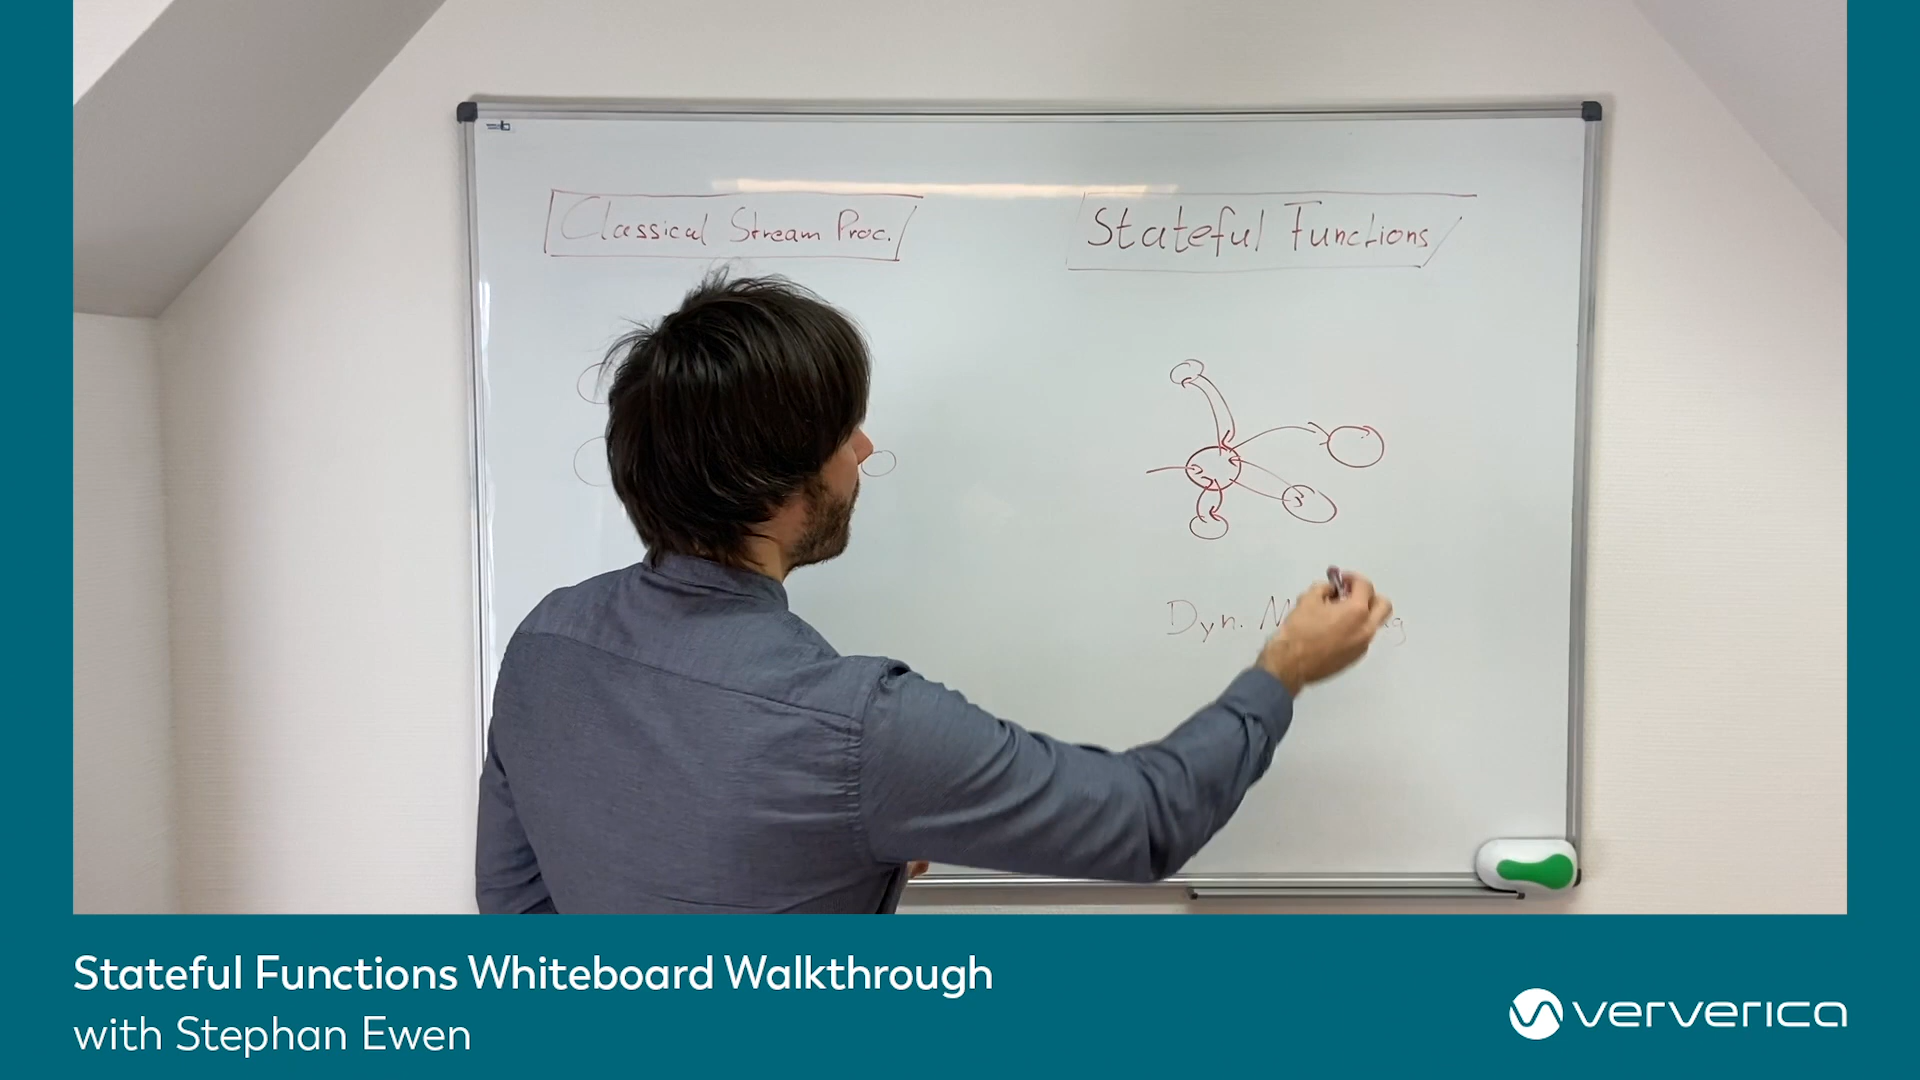 Classical Stream Proc.
Stateful Functions
Dyn.
Stateful Functions Whiteboard Walkthrough
with Stephan Ewen
ververica